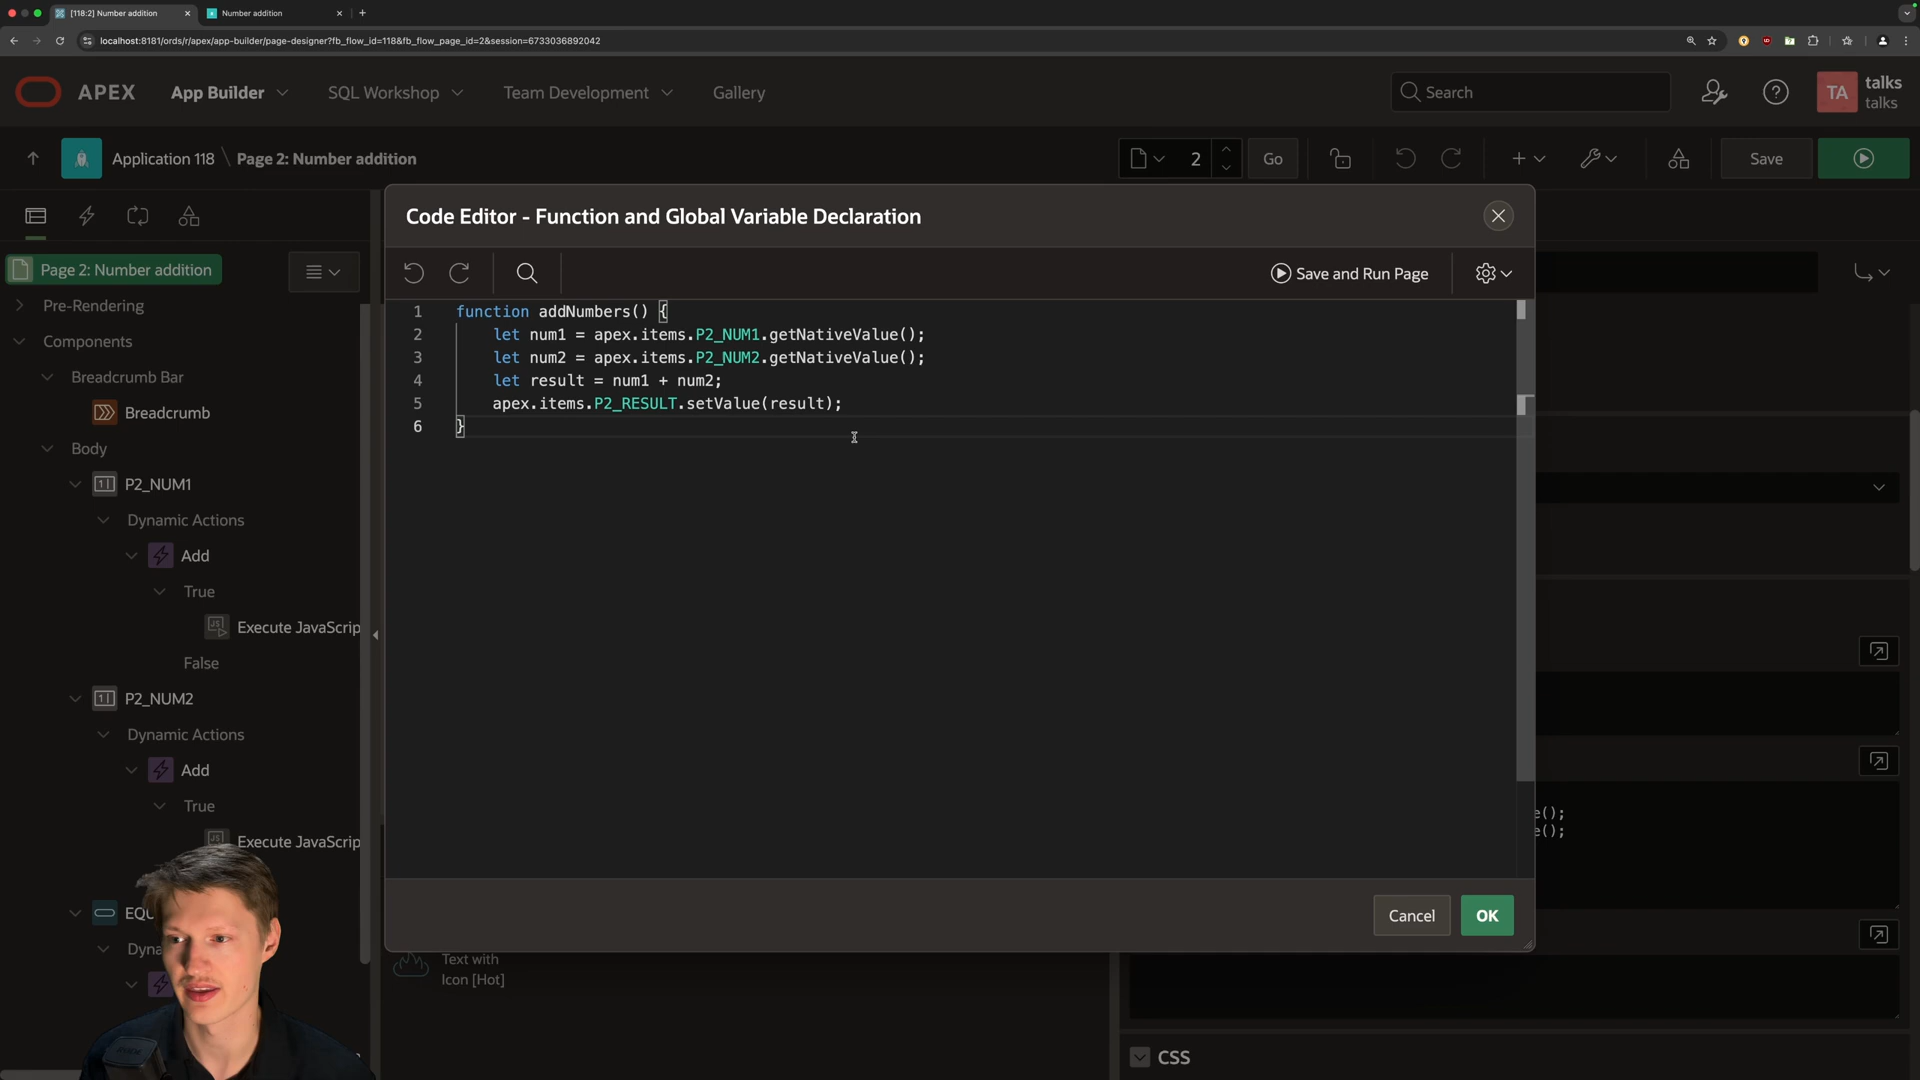 [118:2] Number addition
Number addition
localhost:8181/ords/r/apex/app-builder/page-designer?fb_flow_id=118&fb_flow_page_id=2&session=6733036892042
APEX
App Builder
SQL Workshop
Team Development
Gallery
Search
TA
talks
talks
Application 118 \ Page 2: Number addition
2
Go
Save
Code Editor - Function and Global Variable Declaration
Save and Run Page
Page 2: Number addition
Pre-Rendering
Components
Breadcrumb Bar
Breadcrumb
Body
P2_NUM1
Dynamic Actions
Add
True
Execute JavaScrip
False
P2_NUM2
Dynamic Actions
Add
True
Execute JavaScrip
EQU
Dyna
1 function addNumbers() {
2 let num1 = apex.items.P2_NUM1.getNativeValue();
3 let num2 = apex.items.P2_NUM2.getNativeValue();
4 let result = num1 + num2;
5 apex.items.P2_RESULT.setValue(result);
6 }
e();
e();
Cancel
OK
Text with
Icon [Hot]
CSS